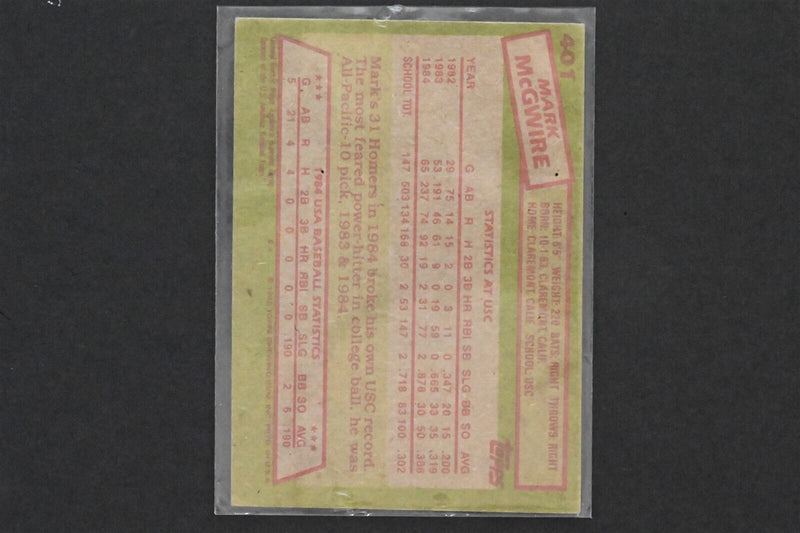 401
MARK
McGWIRE
HEIGHT: 6'5" WEIGHT: 220 BATS: RIGHT THROWS: RIGHT
BORN: 10-1-63, CLAREMONT, CALIF.
HOME: CLAREMONT, CALIF. SCHOOL: USC
TOPPS
STATISTICS AT USC
YEAR G AB R H 2B 3B HR RBI SB SLG BB SO AVG
1982 29 75 14 15 2 0 3 11 0 .347 20 15 .200
1983 53 191 46 61 9 0 19 59 0 .665 33 35 .319
1984 65 237 74 92 19 2 31 77 2 .878 30 50 .386
SCHOOL TOT. 147 503 134 168 30 2 53 147 2 .718 83 100 .302
Mark's 31 Homers in 1984 broke his own USC record.
The most feared power-hitter in college ball, he was
All-Pacific-10 pick, 1983 & 1984.
★★★ 1984 USA BASEBALL STATISTICS ★★★
G. AB R H 2B 3B HR RBI SB SLG BB SO AVG
5 21 4 4 0 0 0 0 0 190 2 6 190